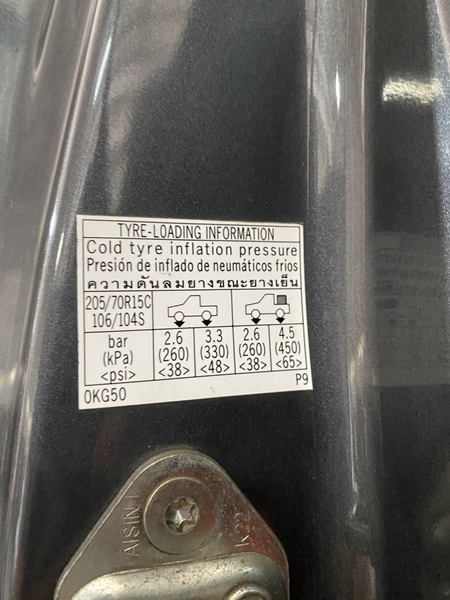 TYRE-LOADING INFORMATION
Cold tyre inflation pressure
Presión de inflado de neumáticos frios
ความดันลมยางขณะยางเย็น
205/70R15C
106/104S
bar 2.6 3.3 2.6 4.5
(kPa) (260) (330) (260) (450)
<psi> <38> <48> <38> <65>
0KG50 P9
AISIN